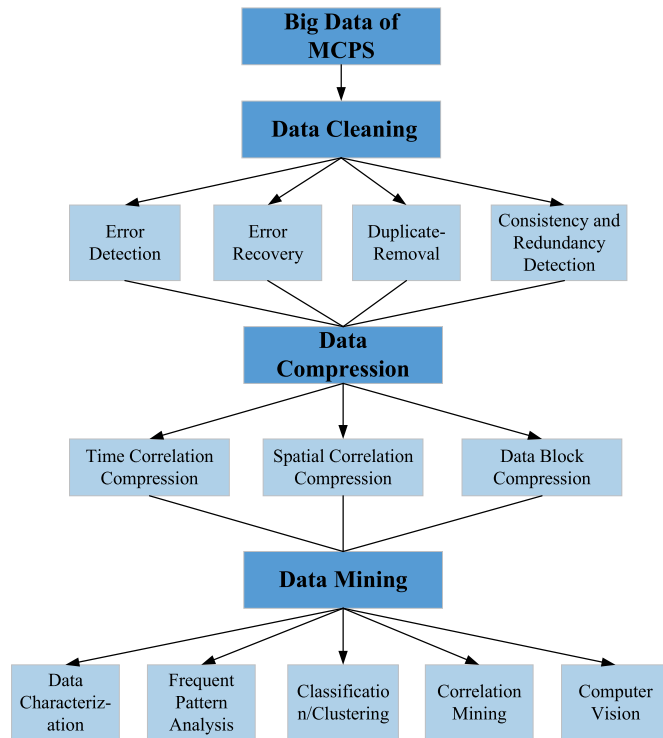 Big Data of
MCPS
Data Cleaning
Error
Detection
Error
Recovery
Duplicate-
Removal
Consistency and
Redundancy
Detection
Data
Compression
Time Correlation
Compression
Spatial Correlation
Compression
Data Block
Compression
Data Mining
Data
Characteriz-
ation
Frequent
Pattern
Analysis
Classificatio
n/Clustering
Correlation
Mining
Computer
Vision